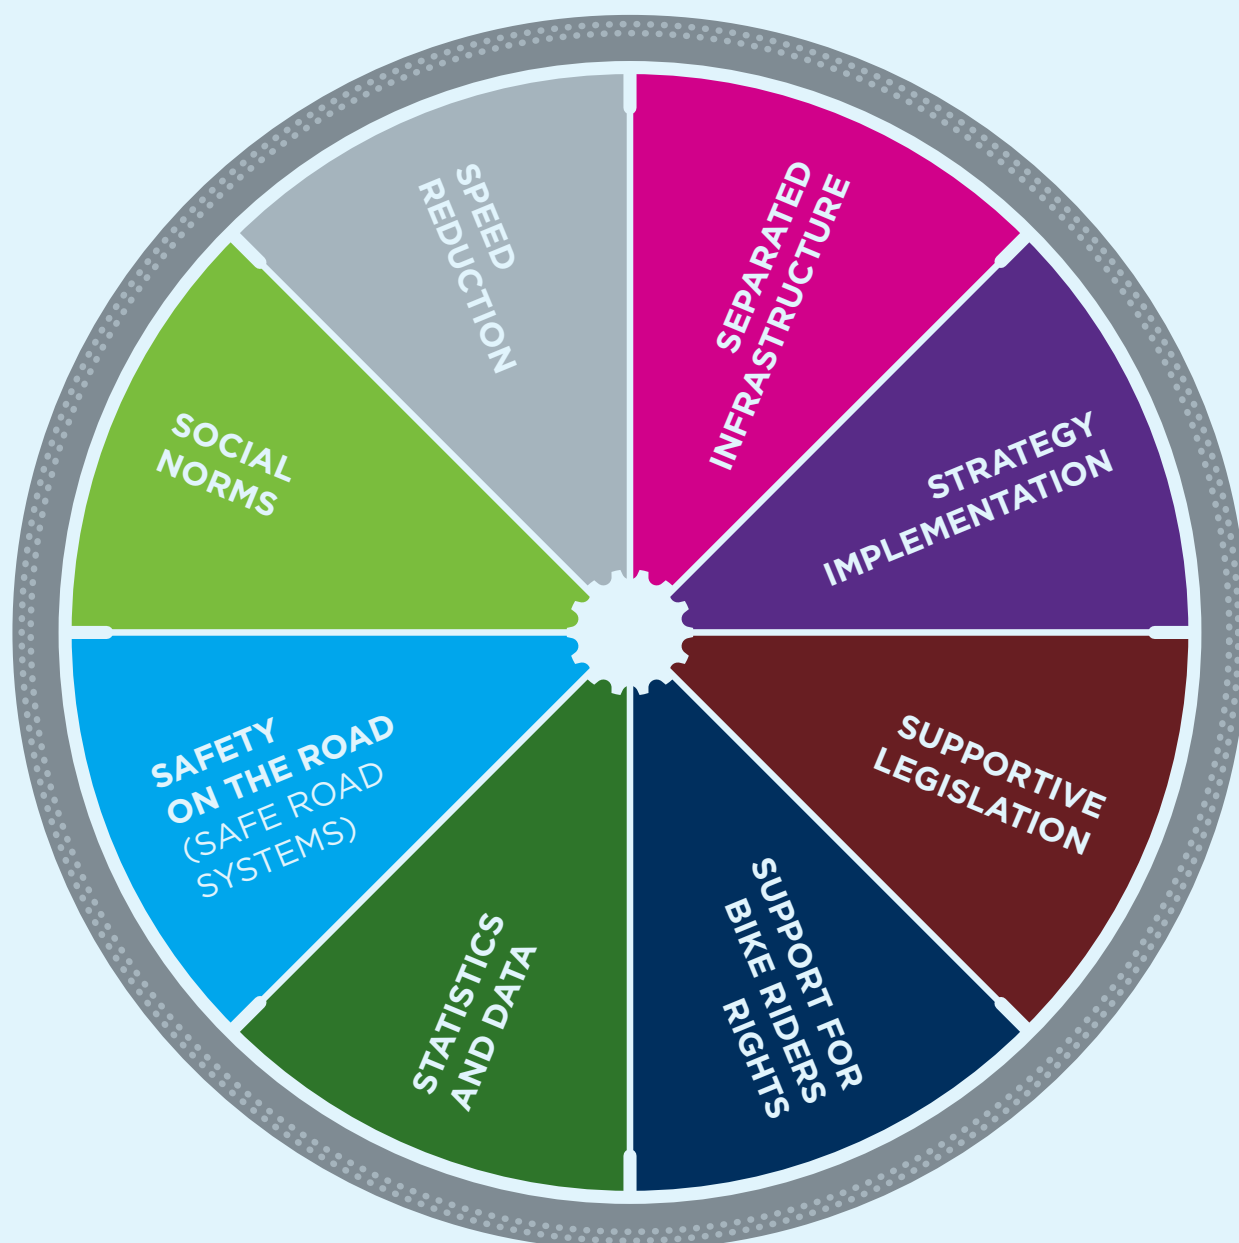 SEPARATED
INFRASTRUCTURE
STRATEGY
IMPLEMENTATION
SUPPORTIVE
LEGISLATION
SUPPORT FOR
BIKE RIDERS
RIGHTS
STATISTICS
AND DATA
SAFETY
ON THE ROAD
(SAFE ROAD
SYSTEMS)
SOCIAL
NORMS
SPEED
REDUCTION